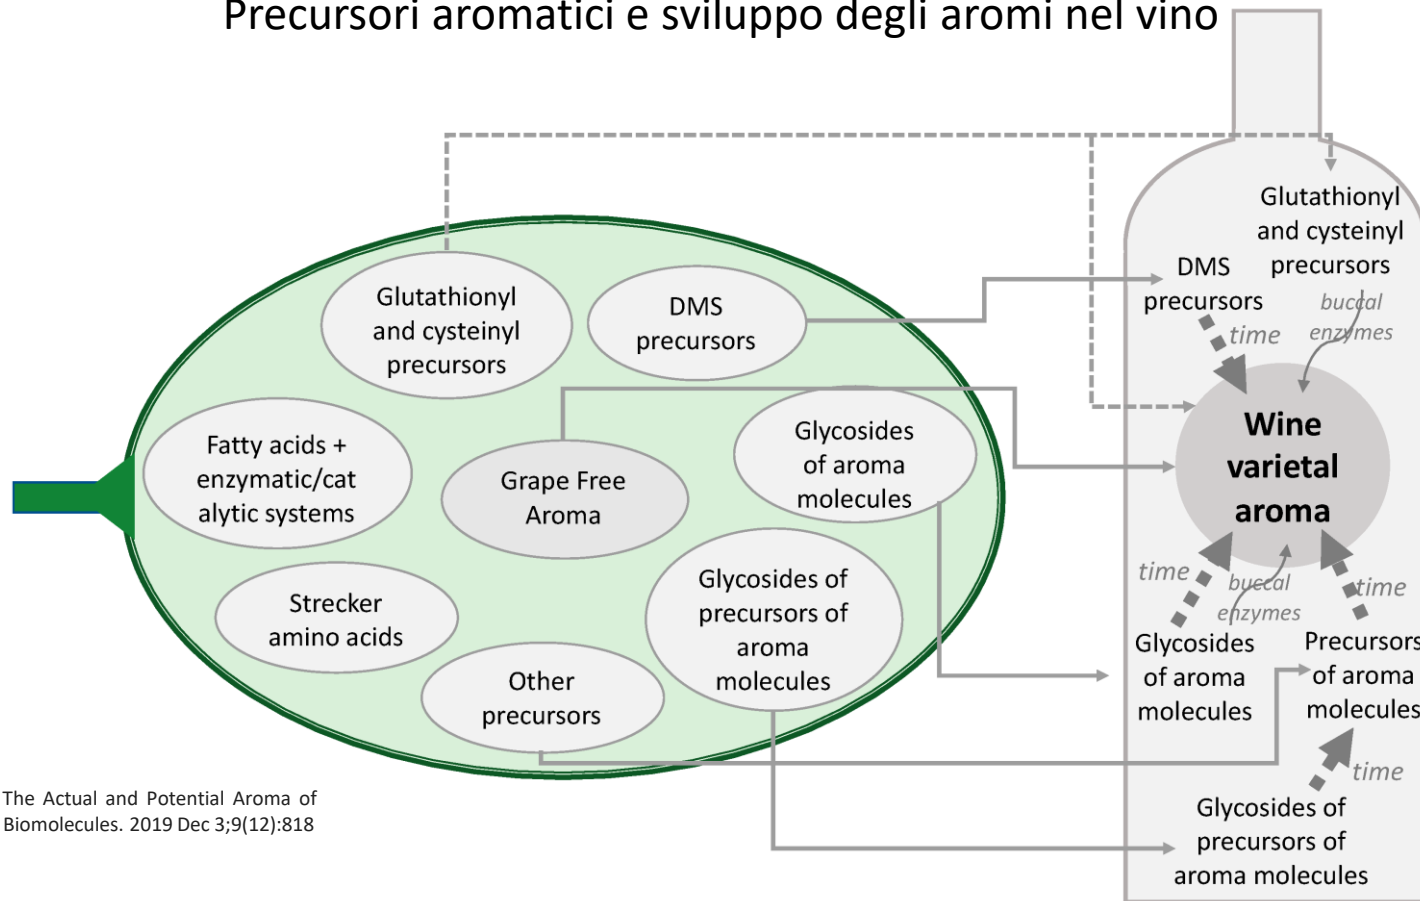 Precursori aromatici e sviluppo degli aromi nel vino
Glutathionyl
and cysteinyl
precursors
DMS
precursors
Fatty acids +
enzymatic/cat
alytic systems
Grape Free
Aroma
Glycosides
of aroma
molecules
Strecker
amino acids
Other
precursors
Glycosides of
precursors of
aroma
molecules
Glutathionyl
and cysteinyl
precursors
DMS
precursors
time
buccal
enzymes
Wine
varietal
aroma
time
buccal
enzymes
time
Glycosides
of aroma
molecules
Precursors
of aroma
molecules
time
Glycosides of
precursors of
aroma molecules
The Actual and Potential Aroma of
Biomolecules. 2019 Dec 3;9(12):818